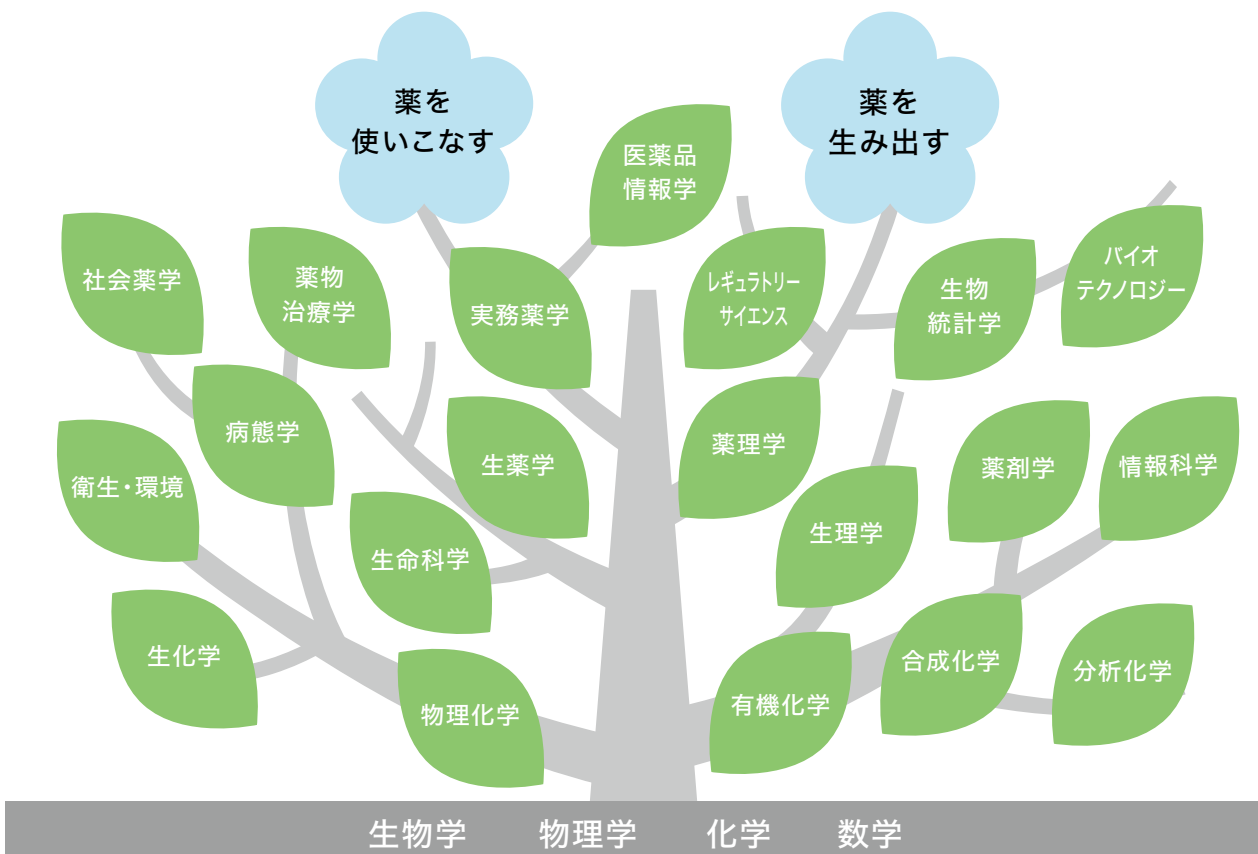 薬を
使いこなす
薬を
生み出す
医薬品
情報学
社会薬学
薬物
治療学
実務薬学
レギュラトリー
サイエンス
生物
統計学
バイオ
テクノロジー
病態学
衛生・環境
生薬学
薬理学
薬剤学
情報科学
生命科学
生理学
生化学
物理化学
有機化学
合成化学
分析化学
生物学 物理学 化学 数学